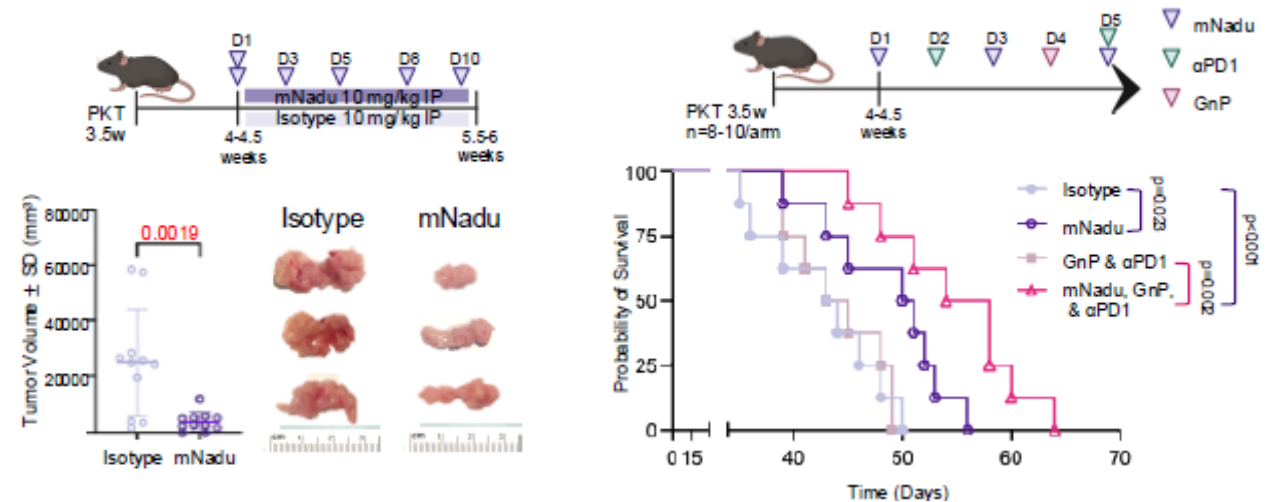 D1
D3
D5
D8
D10
mNadu 10 mg/kg IP
Isotype 10 mg/kg IP
PKT
3.5w
4-4.5
weeks
5.5-6
weeks
D1
D2
D3
D4
D5
mNadu
αPD1
GnP
PKT 3.5w
n=8-10/arm
4-4.5
weeks
Tumor Volume ± SD (mm³)
80000
60000
40000
20000
0.0019
Isotype
mNadu
Isotype
mNadu
cm
Probability of Survival
100
75
50
25
0
0 15
40
50
60
70
Time (Days)
Isotype
mNadu
GnP & αPD1
mNadu, GnP,
& αPD1
p=0.023
p=0.002
p<0.001